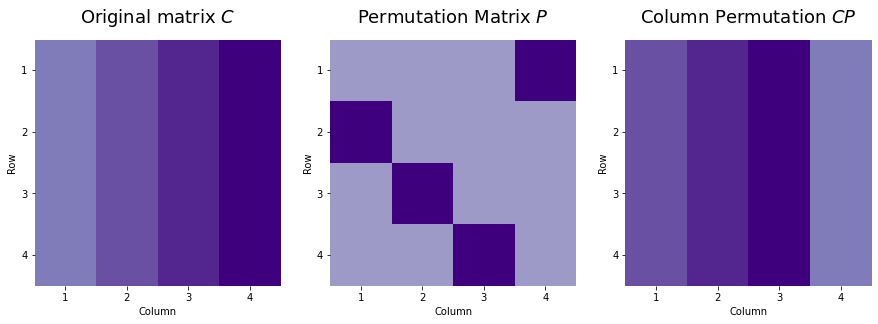 Original matrix C
Permutation Matrix P
Column Permutation CP
Row
1
2
3
4
1 2 3 4
Column
Row
1
2
3
4
1 2 3 4
Column
Row
1
2
3
4
1 2 3 4
Column